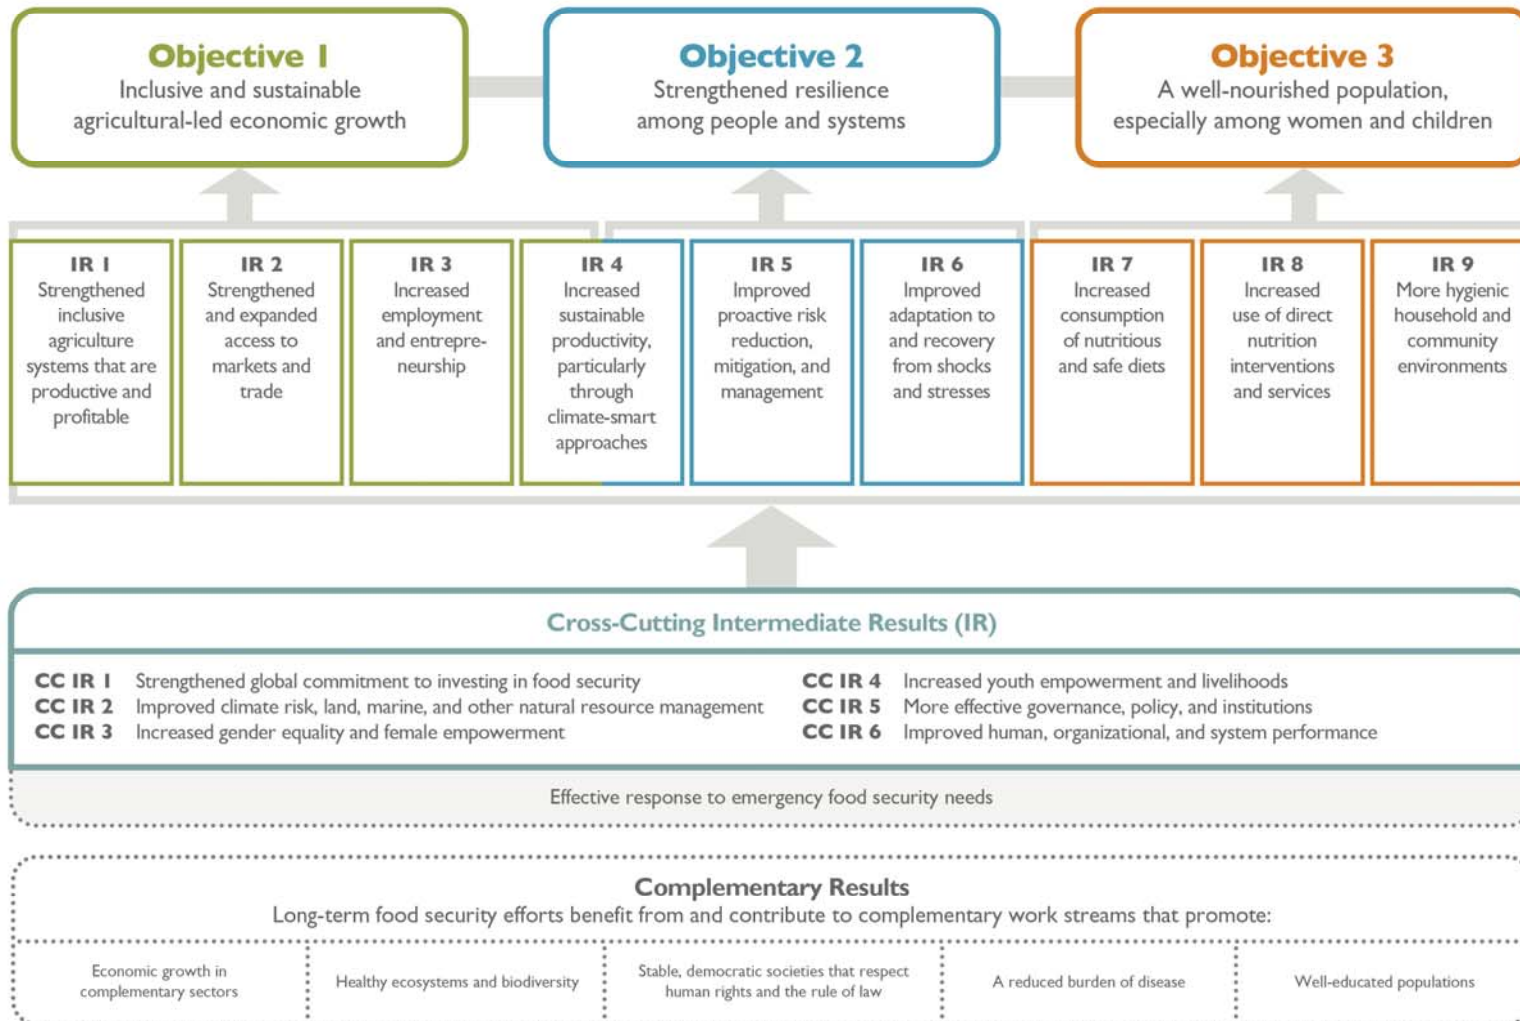 Objective 1
Inclusive and sustainable
agricultural-led economic growth
Objective 2
Strengthened resilience
among people and systems
Objective 3
A well-nourished population,
especially among women and children
IR 1
Strengthened
inclusive
agriculture
systems that are
productive and
profitable
IR 2
Strengthened
and expanded
access to
markets and
trade
IR 3
Increased
employment
and entrepre-
neurship
IR 4
Increased
sustainable
productivity,
particularly
through
climate-smart
approaches
IR 5
Improved
proactive risk
reduction,
mitigation, and
management
IR 6
Improved
adaptation to
and recovery
from shocks
and stresses
IR 7
Increased
consumption
of nutritious
and safe diets
IR 8
Increased
use of direct
nutrition
interventions
and services
IR 9
More hygienic
household and
community
environments
Cross-Cutting Intermediate Results (IR)
CC IR 1 Strengthened global commitment to investing in food security
CC IR 2 Improved climate risk, land, marine, and other natural resource management
CC IR 3 Increased gender equality and female empowerment
CC IR 4 Increased youth empowerment and livelihoods
CC IR 5 More effective governance, policy, and institutions
CC IR 6 Improved human, organizational, and system performance
Effective response to emergency food security needs
Complementary Results
Long-term food security efforts benefit from and contribute to complementary work streams that promote:
Economic growth in
complementary sectors
Healthy ecosystems and biodiversity
Stable, democratic societies that respect
human rights and the rule of law
A reduced burden of disease
Well-educated populations